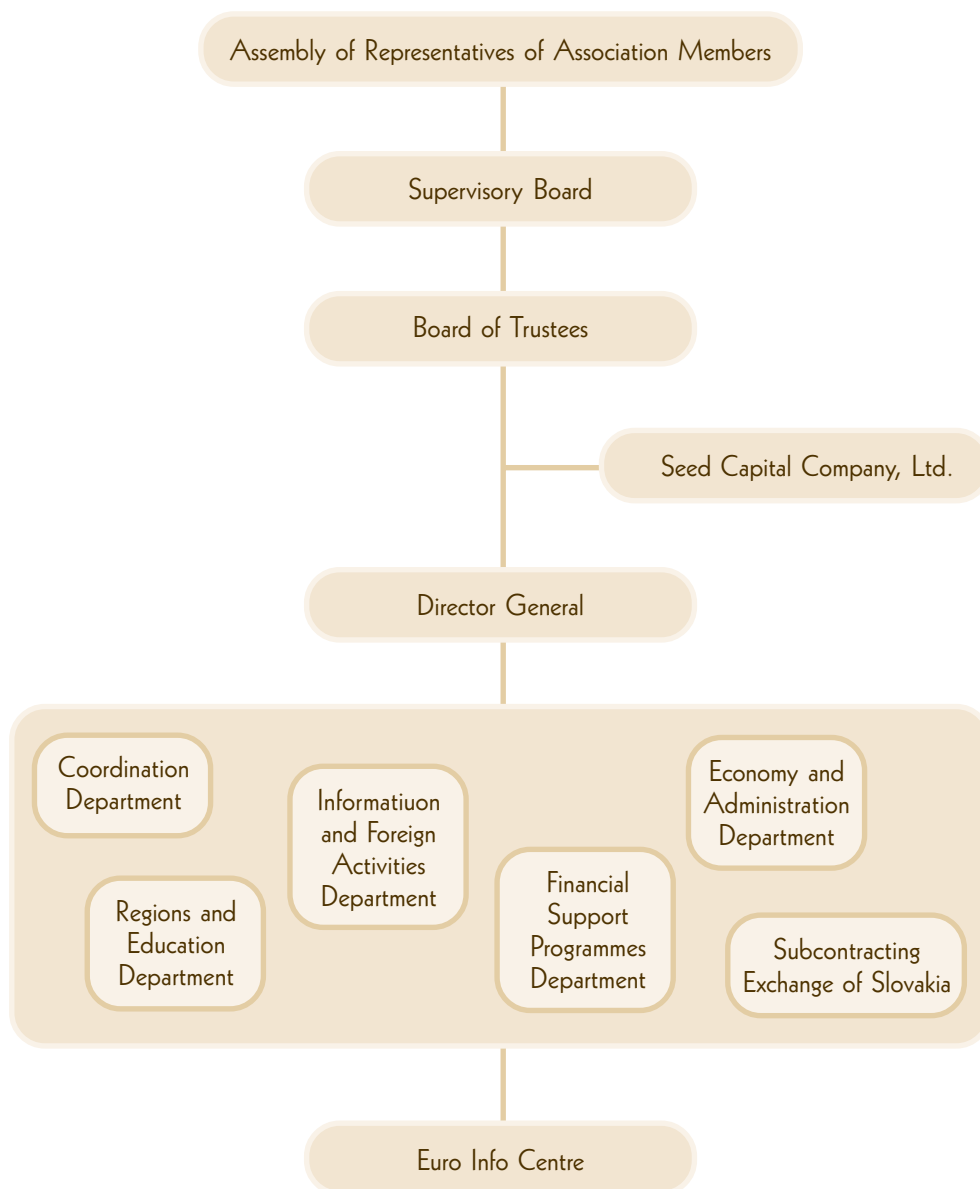 Assembly of Representatives of Association Members
Supervisory Board
Board of Trustees
Seed Capital Company, Ltd.
Director General
Coordination
Department
Informatiuon
and Foreign
Activities
Department
Economy and
Administration
Department
Regions and
Education
Department
Financial
Support
Programmes
Department
Subcontracting
Exchange of Slovakia
Euro Info Centre